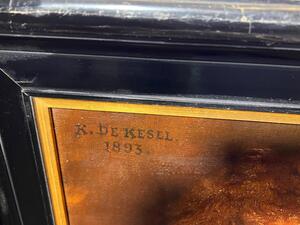 K. DE KESEL.
1893.